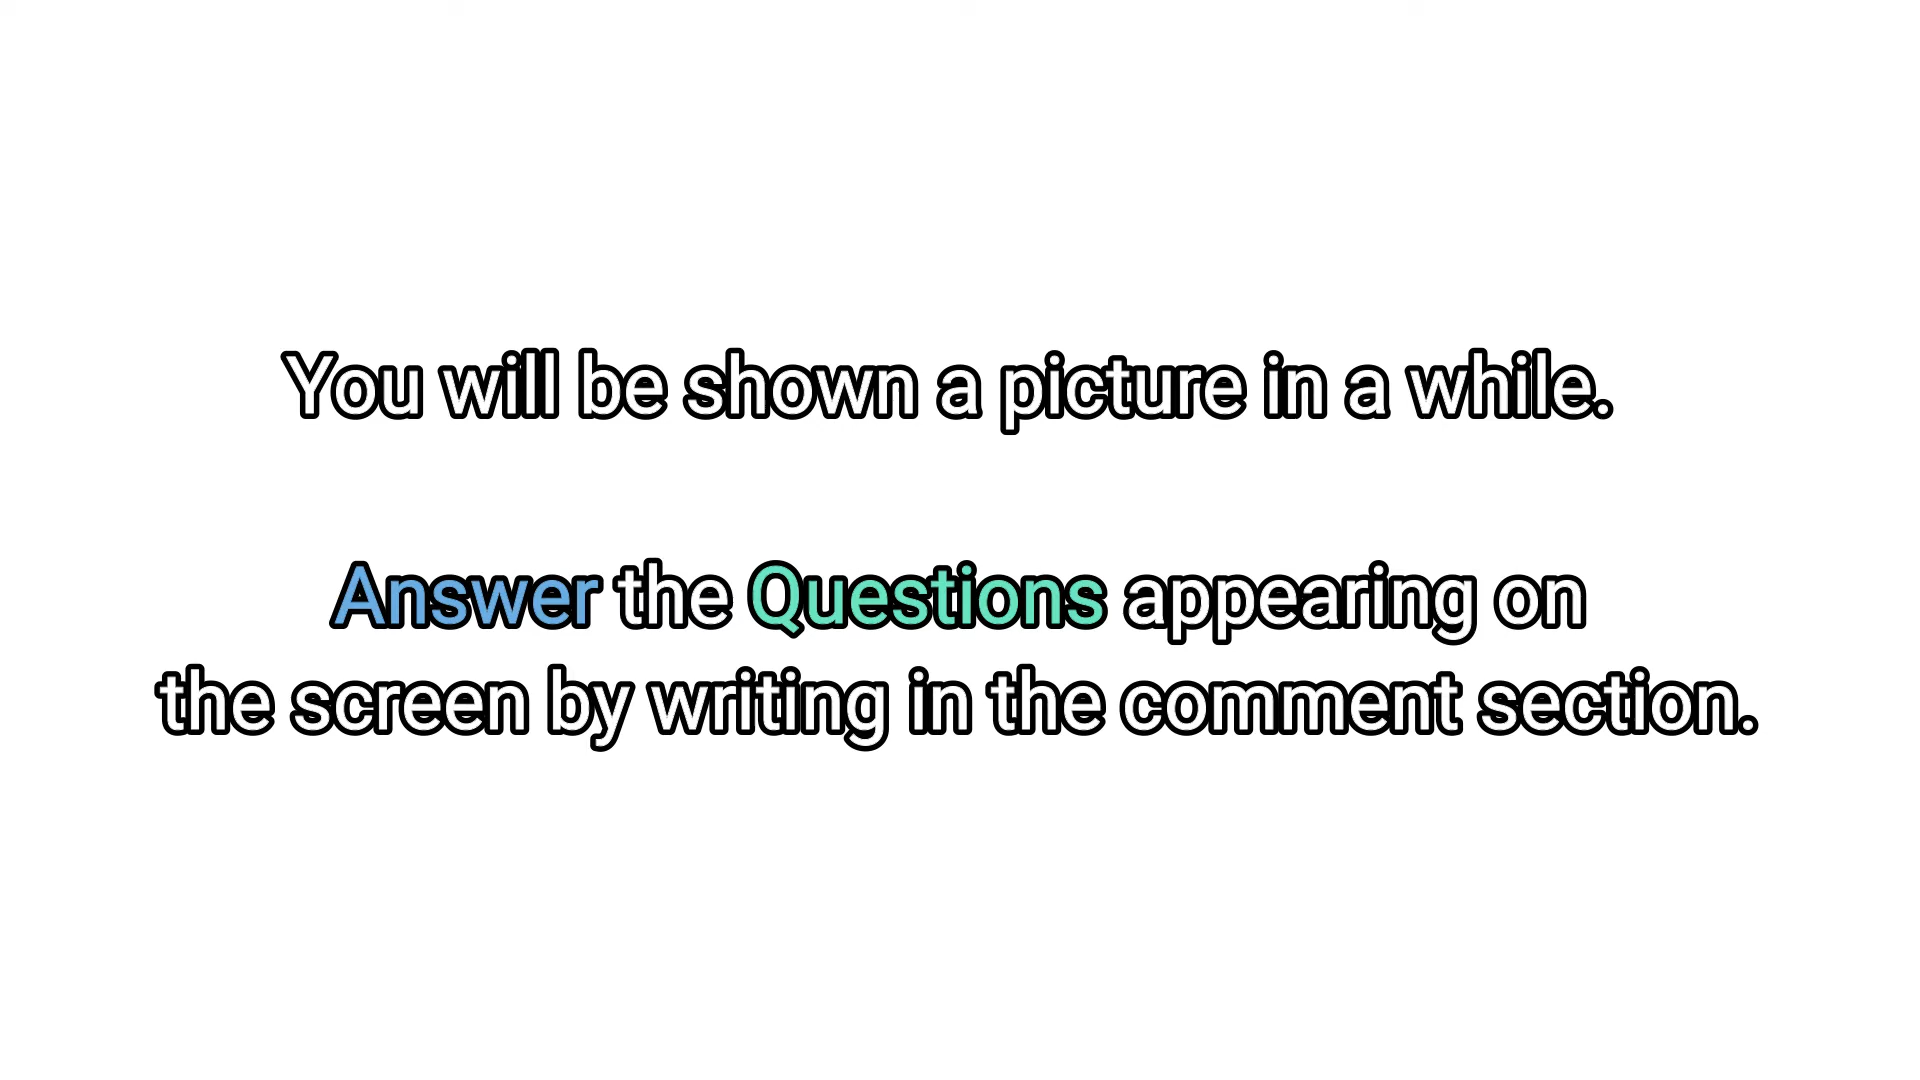 You will be shown a picture in a while.
Answer the Questions appearing on
the screen by writing in the comment section.